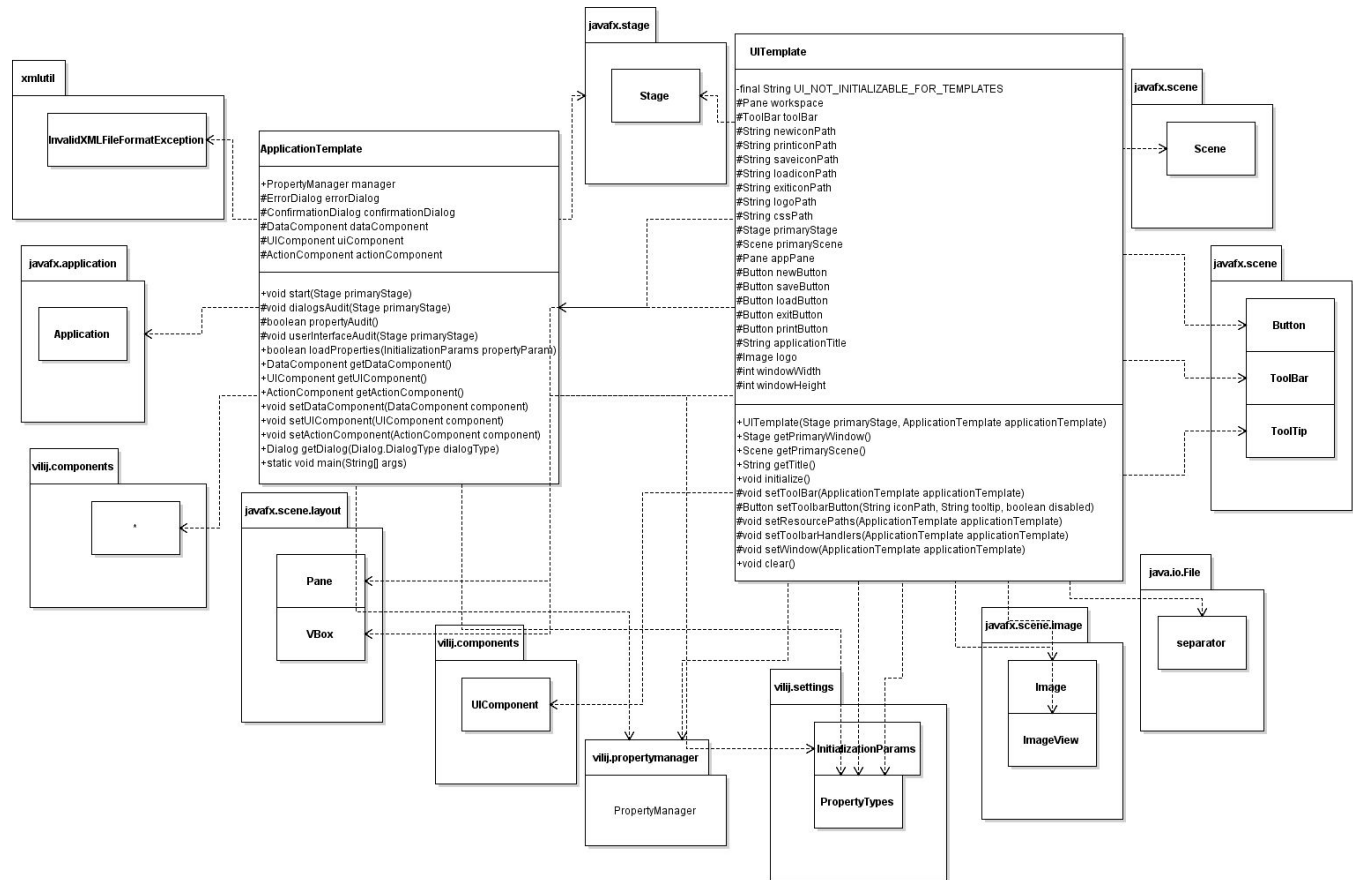 javafx.stage
Stage
UITemplate
-final String UI_NOT_INITIALIZABLE_FOR_TEMPLATES
#Pane workspace
#ToolBar toolBar
#String newiconPath
#String printiconPath
#String saveiconPath
#String loadiconPath
#String exiticonPath
#String logoPath
#String cssPath
#Stage primaryStage
#Scene primaryScene
#Pane appPane
#Button newButton
#Button saveButton
#Button loadButton
#Button exitButton
#Button printButton
#String applicationTitle
#Image logo
#int windowWidth
#int windowHeight
+UITemplate(Stage primaryStage, ApplicationTemplate applicationTemplate)
+Stage getPrimaryWindow()
+Scene getPrimaryScene()
+String getTitle()
+void initialize()
#void setToolBar(ApplicationTemplate applicationTemplate)
#Button setToolbarButton(String iconPath, String tooltip, boolean disabled)
#void setResourcePaths(ApplicationTemplate applicationTemplate)
#void setToolbarHandlers(ApplicationTemplate applicationTemplate)
#void setWindow(ApplicationTemplate applicationTemplate)
+void clear()
xmlutil
InvalidXMLFileFormatException
javafx.scene
Scene
ApplicationTemplate
+PropertyManager manager
#ErrorDialog errorDialog
#ConfirmationDialog confirmationDialog
#DataComponent dataComponent
#UIComponent uiComponent
#ActionComponent actionComponent
+void start(Stage primaryStage)
#void dialogsAudit(Stage primaryStage)
#boolean propertyAudit()
#void userInterfaceAudit(Stage primaryStage)
+boolean loadProperties(InitializationParams propertyParam)
+DataComponent getDataComponent()
+UIComponent getUIComponent()
+ActionComponent getActionComponent()
+void setDataComponent(DataComponent component)
+void setUIComponent(UIComponent component)
+void setActionComponent(ActionComponent component)
+Dialog getDialog(Dialog.DialogType dialogType)
+static void main(String[] args)
javafx.application
Application
javafx.scene
Button
ToolBar
ToolTip
vilij.components
*
javafx.scene.layout
Pane
VBox
vilij.components
UIComponent
vilij.propertymanager
PropertyManager
vilij.settings
InitializationParams
PropertyTypes
javafx.scene.image
Image
ImageView
java.io.File
separator